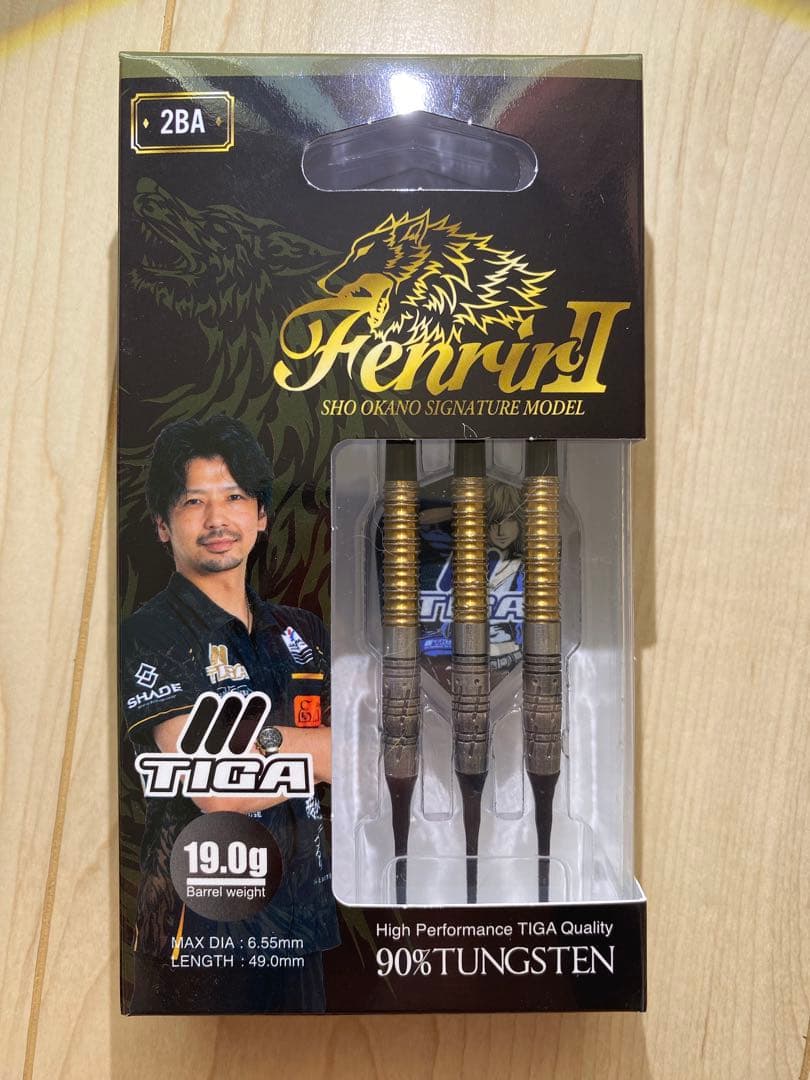 2BA
FenrirII
SHO OKANO SIGNATURE MODEL
TIGA
TIGA
SHADE
TIGA
19.0g
Barrel weight
MAX DIA : 6.55mm
LENGTH : 49.0mm
High Performance TIGA Quality
90%TUNGSTEN